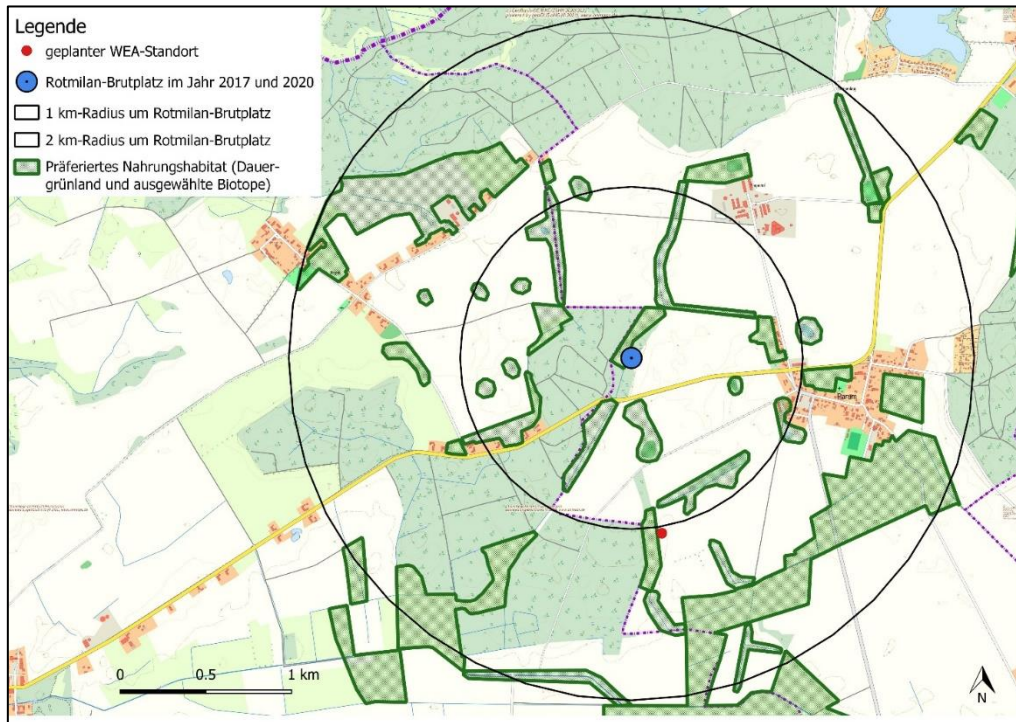 Legende
geplanter WEA-Standort
Rotmilan-Brutplatz im Jahr 2017 und 2020
1 km-Radius um Rotmilan-Brutplatz
2 km-Radius um Rotmilan-Brutplatz
Präferiertes Nahrungshabitat (Dauer-
grünland und ausgewählte Biotope)
0 0.5 1 km
N